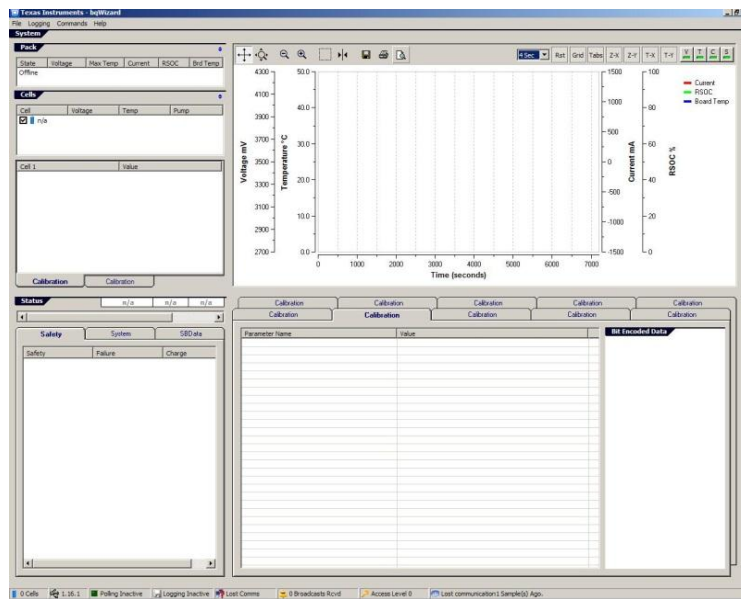 Texas Instruments - bqWizard
File Logging Commands Help
System
Pack
State Voltage Max Temp Current RSOC Brd Temp
Offline
Cells
Cell Voltage Temp Pump
n/a
Cell 1 Value
Calibration Calibration
4 Sec Rst Grid Tabs Z-X Z-Y T-X T-Y V T C S
4300 50.0 1500 100
4100
3900 40.0 1000 80
3700 30.0 500 60
3500 0
3300 20.0 -500 40
3100 10.0 -1000 20
2900
2700 0.0 -1500 0
Voltage mV
Temperature °C
Current mA
RSOC %
Current
RSOC
Board Temp
0 1000 2000 3000 4000 5000 6000 7000
Time (seconds)
Status n/a n/a n/a
Safety System SBData
Safety Failure Charge
Calibration Calibration Calibration Calibration Calibration
Calibration Calibration Calibration Calibration Calibration
Parameter Name Value
Bit Encoded Data
0 Cells 1.16.1 Polling Inactive Logging Inactive Lost Comms 0 Broadcasts Rcvd Access Level 0 Lost communication:1 Sample(s) Ago.